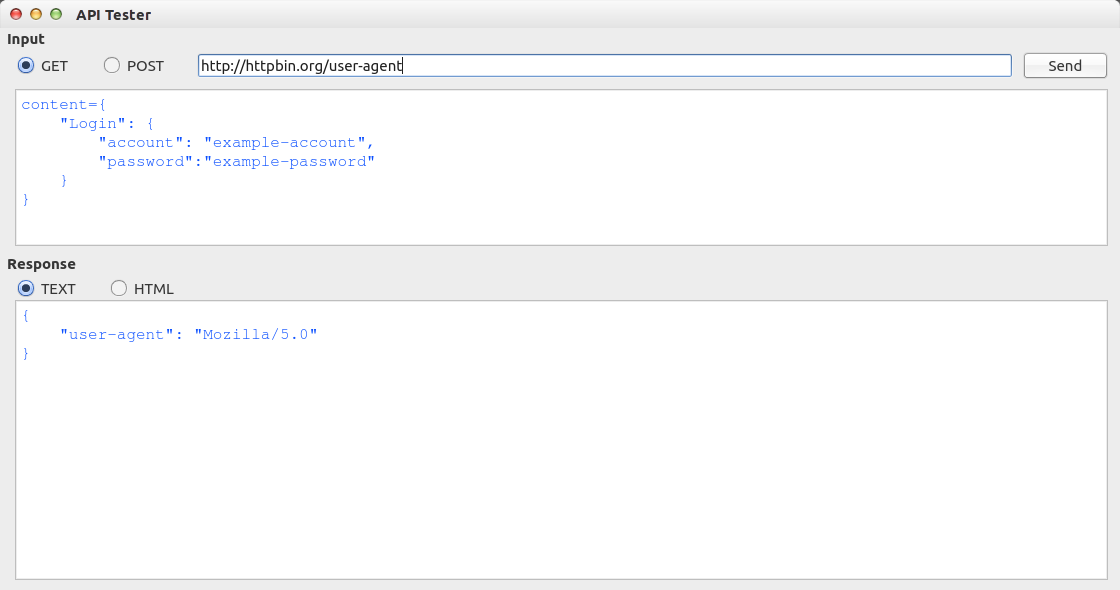 API Tester
Input
GET POST http://httpbin.org/user-agent Send
content={
    "Login": {
        "account": "example-account",
        "password":"example-password"
    }
}
Response
TEXT HTML
{
    "user-agent": "Mozilla/5.0"
}